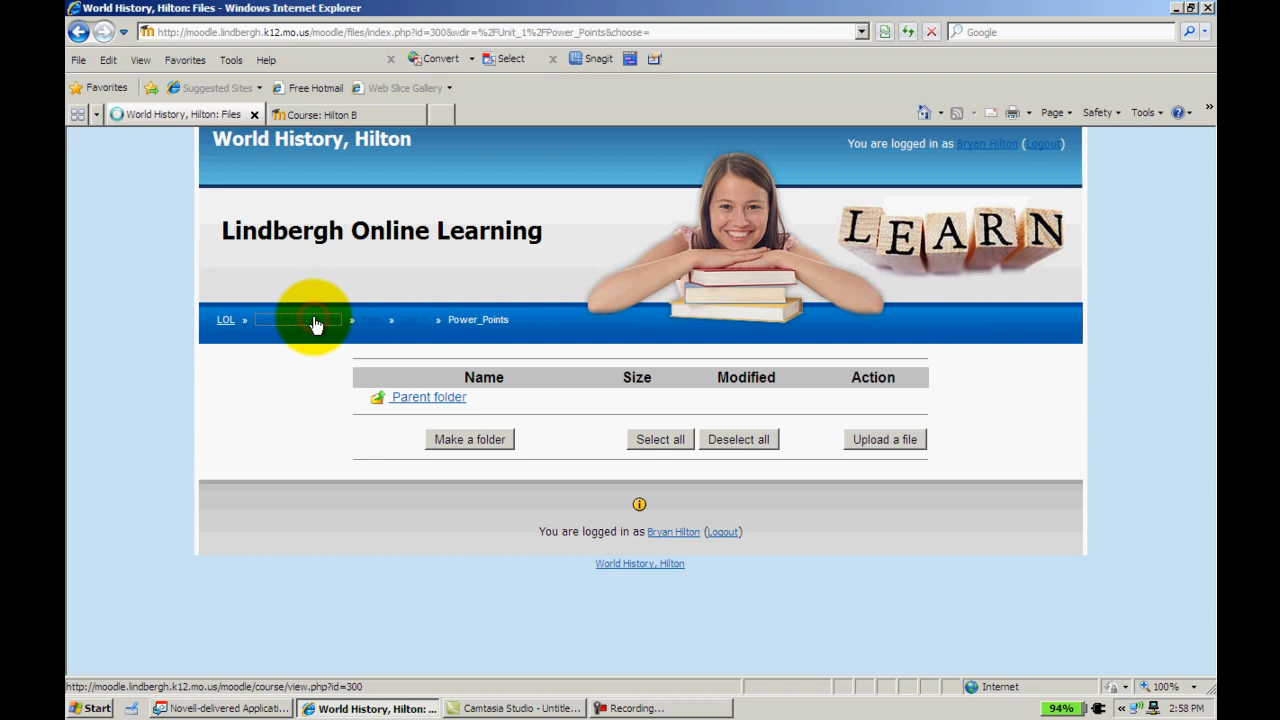 World History, Hilton: Files - Windows Internet Explorer
http://moodle.lindbergh.k12.mo.us/moodle/files/index.php?id=300&wdir=%2FUnit_1%2FPower_Points&choose=
Google
File Edit View Favorites Tools Help
x Convert Select x Snagit
Favorites Suggested Sites Free Hotmail Web Slice Gallery
World History, Hilton: Files Course: Hilton B
Page Safety Tools »
World History, Hilton
You are logged in as Bryan Hilton (Logout)
Lindbergh Online Learning
LEARN
LOL » » » » Power_Points
Name Size Modified Action
Parent folder
Make a folder Select all Deselect all Upload a file
You are logged in as Bryan Hilton (Logout)
World History, Hilton
http://moodle.lindbergh.k12.mo.us/moodle/course/view.php?id=300
Internet
100%
Start Novell-delivered Applicati... World History, Hilton: ... Camtasia Studio - Untitle... Recording... 94% « 2:58 PM